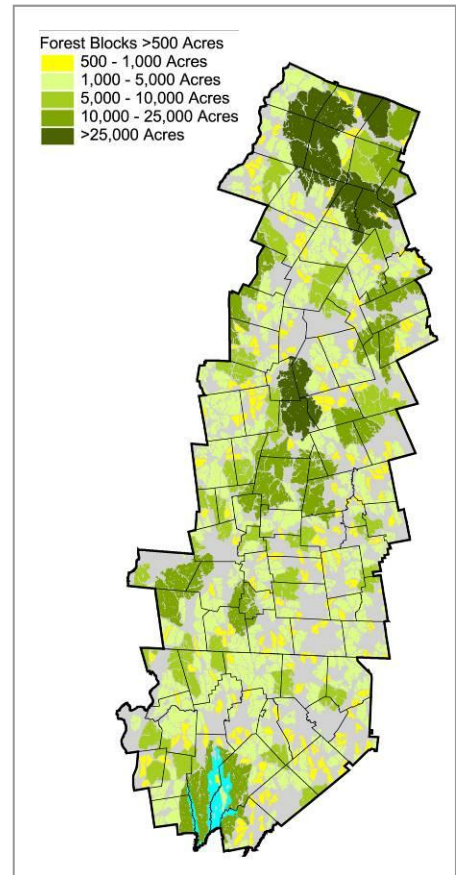 Forest Blocks >500 Acres
500 - 1,000 Acres
1,000 - 5,000 Acres
5,000 - 10,000 Acres
10,000 - 25,000 Acres
>25,000 Acres